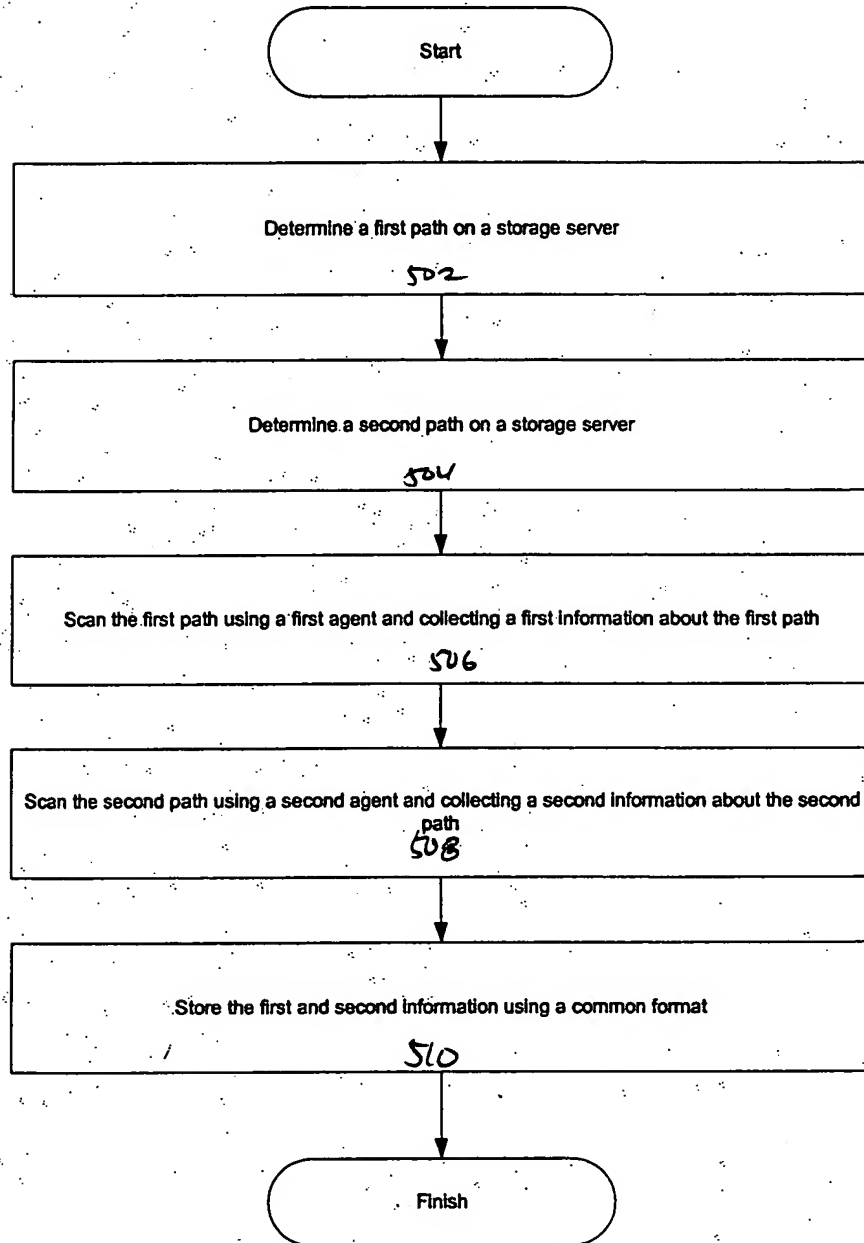 Start
Determine a first path on a storage server
502
Determine a second path on a storage server
504
Scan the first path using a first agent and collecting a first information about the first path
506
Scan the second path using a second agent and collecting a second information about the second
path
508
Store the first and second information using a common format
510
Finish